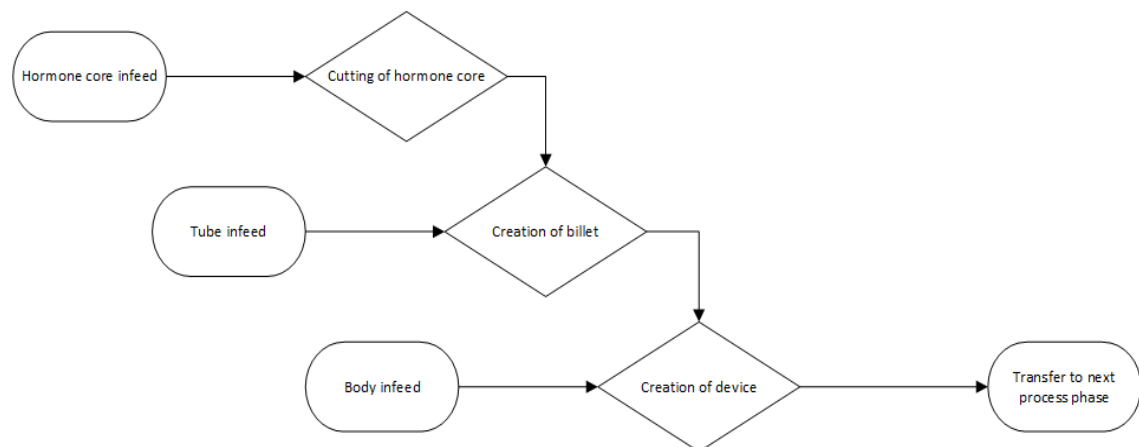 Hormone core infeed
Cutting of hormone core
Tube infeed
Creation of billet
Body infeed
Creation of device
Transfer to next
process phase